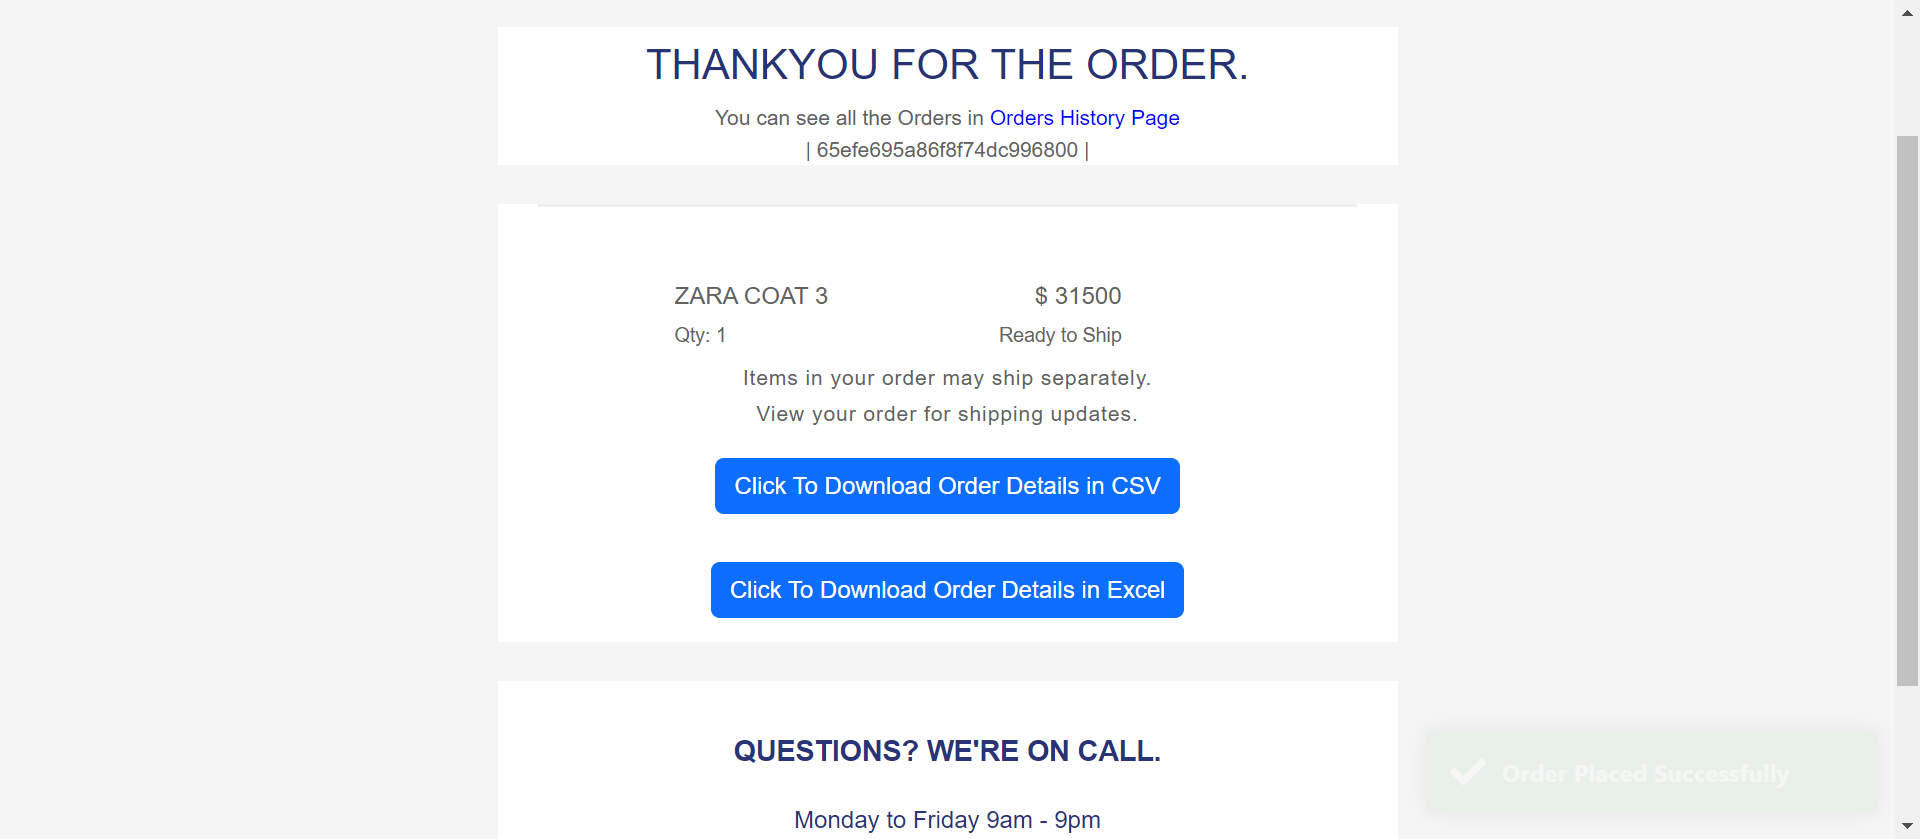 THANKYOU FOR THE ORDER.
You can see all the Orders in Orders History Page
| 65efe695a86f8f74dc996800 |
ZARA COAT 3
$ 31500
Qty: 1
Ready to Ship
Items in your order may ship separately.
View your order for shipping updates.
Click To Download Order Details in CSV
Click To Download Order Details in Excel
QUESTIONS? WE'RE ON CALL.
Monday to Friday 9am - 9pm
Order Placed Successfully